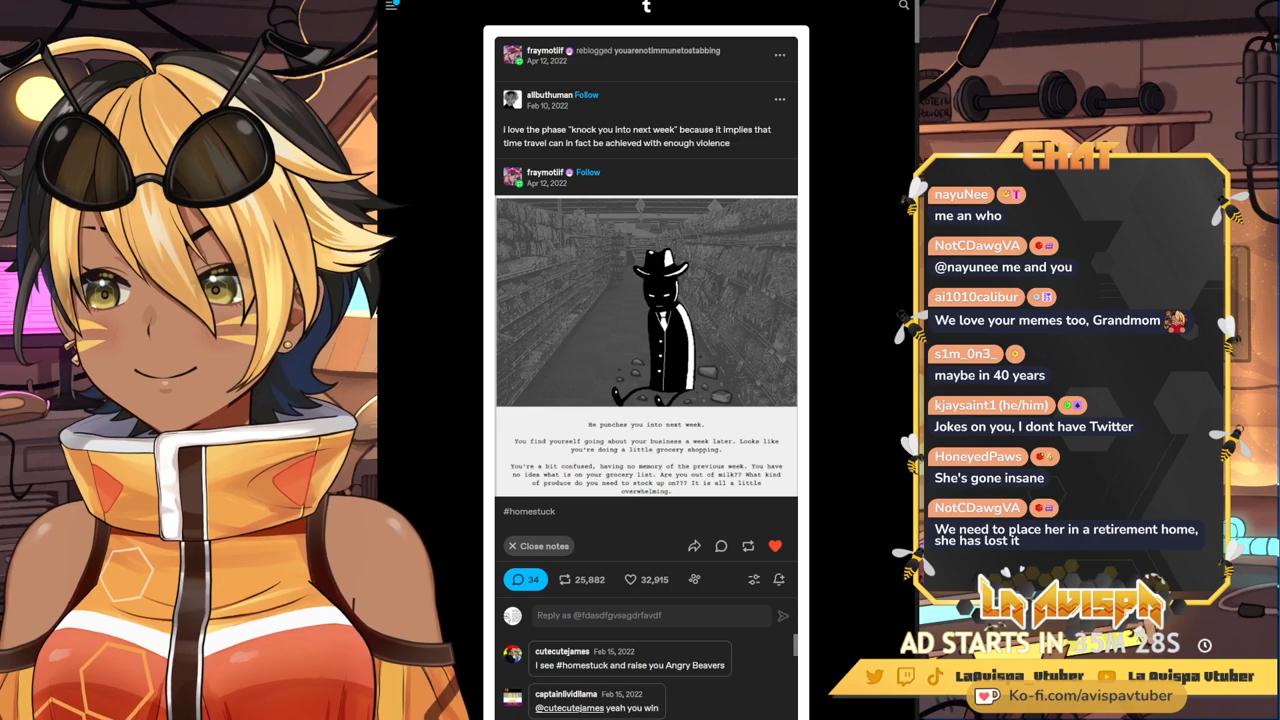 t
fraymotiif reblogged youarenotimmunetostabbing
Apr 12, 2022
allbuthuman Follow
Feb 10, 2022
i love the phase "knock you into next week" because it implies that
time travel can in fact be achieved with enough violence
fraymotiif Follow
Apr 12, 2022
He punches you into next week.
You find yourself going about your business a week later. Looks like
you're doing a little grocery shopping.
You're a bit confused, having no memory of the previous week. You have
no idea what is on your grocery list. Are you out of milk?? What kind
of produce do you need to stock up on??? It is all a little
overwhelming.
#homestuck
Close notes
34
25,882
32,915
Reply as @fdasdfgvsagdrfavdf
cutecutejames Feb 15, 2022
I see #homestuck and raise you Angry Beavers
captainlividllama Feb 15, 2022
@cutecutejames yeah you win
CHAT
nayuNee
me an who
NotCDawgVA
@nayunee me and you
ai1010calibur
We love your memes too, Grandmom
s1m_0n3_
maybe in 40 years
kjaysaint1 (he/him)
Jokes on you, I dont have Twitter
HoneyedPaws
She's gone insane
NotCDawgVA
We need to place her in a retirement home,
she has lost it
LA AVISPA
AD STARTS IN 35M 28S
LaAvispa_Vtuber
La Avispa Vtuber
Ko-fi.com/avispavtuber